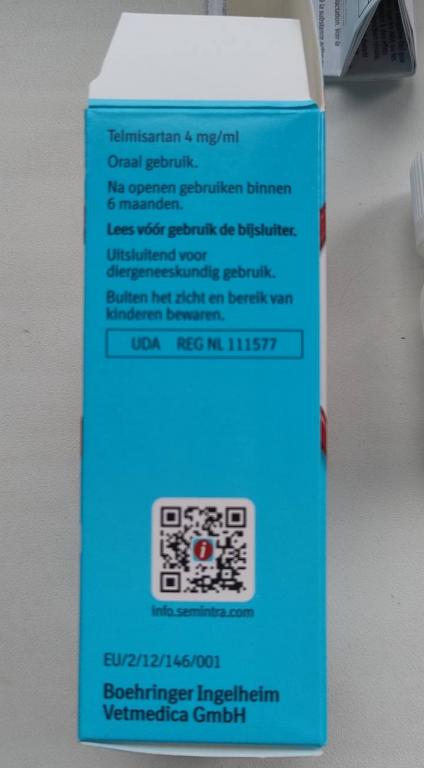 Telmisartan 4 mg/ml
Oraal gebruik.
Na openen gebruiken binnen
6 maanden.
Lees vóór gebruik de bijsluiter.
Uitsluitend voor
diergeneeskundig gebruik.
Buiten het zicht en bereik van
kinderen bewaren.
UDA REG NL 111577
i
info.semintra.com
EU/2/12/146/001
Boehringer Ingelheim
Vetmedica GmbH